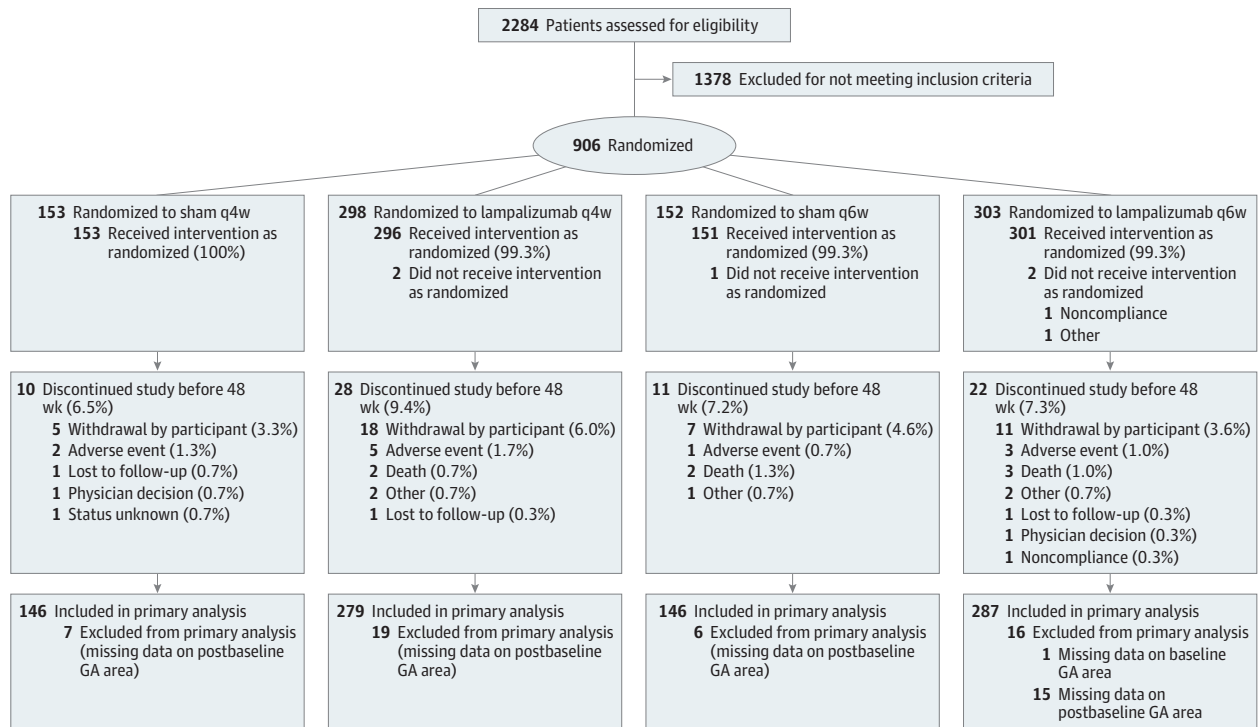 2284 Patients assessed for eligibility
1378 Excluded for not meeting inclusion criteria
906 Randomized
153 Randomized to sham q4w
153 Received intervention as
randomized (100%)
298 Randomized to lampalizumab q4w
296 Received intervention as
randomized (99.3%)
2 Did not receive intervention
as randomized
152 Randomized to sham q6w
151 Received intervention as
randomized (99.3%)
1 Did not receive intervention
as randomized
303 Randomized to lampalizumab q6w
301 Received intervention as
randomized (99.3%)
2 Did not receive intervention
as randomized
1 Noncompliance
1 Other
10 Discontinued study before 48
wk (6.5%)
5 Withdrawal by participant (3.3%)
2 Adverse event (1.3%)
1 Lost to follow-up (0.7%)
1 Physician decision (0.7%)
1 Status unknown (0.7%)
28 Discontinued study before 48
wk (9.4%)
18 Withdrawal by participant (6.0%)
5 Adverse event (1.7%)
2 Death (0.7%)
2 Other (0.7%)
1 Lost to follow-up (0.3%)
11 Discontinued study before 48
wk (7.2%)
7 Withdrawal by participant (4.6%)
1 Adverse event (0.7%)
2 Death (1.3%)
1 Other (0.7%)
22 Discontinued study before 48
wk (7.3%)
11 Withdrawal by participant (3.6%)
3 Adverse event (1.0%)
3 Death (1.0%)
2 Other (0.7%)
1 Lost to follow-up (0.3%)
1 Physician decision (0.3%)
1 Noncompliance (0.3%)
146 Included in primary analysis
7 Excluded from primary analysis
(missing data on postbaseline
GA area)
279 Included in primary analysis
19 Excluded from primary analysis
(missing data on postbaseline
GA area)
146 Included in primary analysis
6 Excluded from primary analysis
(missing data on postbaseline
GA area)
287 Included in primary analysis
16 Excluded from primary analysis
1 Missing data on baseline
GA area
15 Missing data on
postbaseline GA area